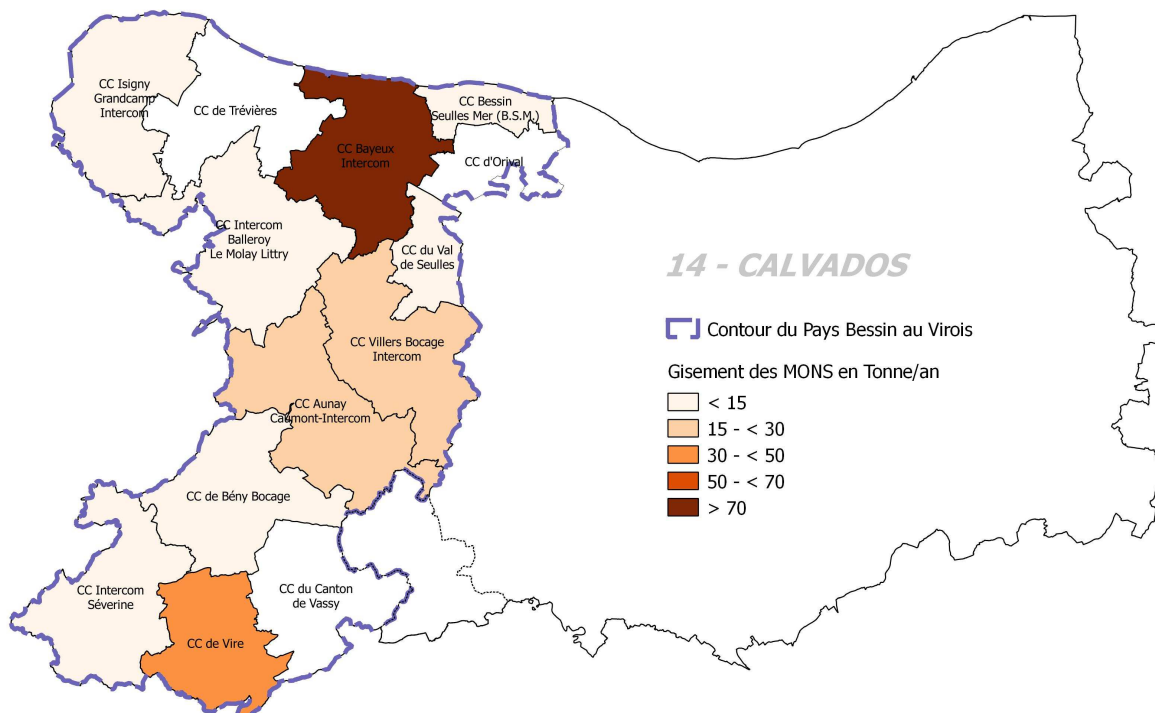 CC Isigny
Grandcamp
Intercom
CC de Trévières
CC Bessin
Seulles Mer (B.S.M.)
CC Bayeux
Intercom
CC d'Orival
CC Intercom
Balleroy
Le Molay Littry
CC du Val
de Seulles
CC Villers Bocage
Intercom
CC Aunay
Caumont-Intercom
CC de Bény Bocage
CC Intercom
Séverine
CC du Canton
de Vassy
CC de Vire
14 - CALVADOS
Contour du Pays Bessin au Virois
Gisement des MONS en Tonne/an
< 15
15 - < 30
30 - < 50
50 - < 70
> 70